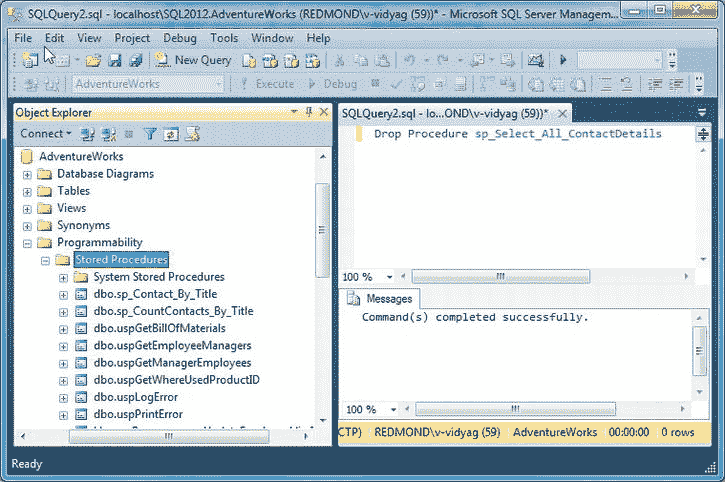 SQLQuery2.sql - localhost\SQL2012.AdventureWorks (REDMOND\v-vidyag (59))* - Microsoft SQL Server Managem...
File Edit View Project Debug Tools Window Help
New Query
AdventureWorks Execute Debug
Object Explorer
Connect
AdventureWorks
Database Diagrams
Tables
Views
Synonyms
Programmability
Stored Procedures
System Stored Procedures
dbo.sp_Contact_By_Title
dbo.sp_CountContacts_By_Title
dbo.uspGetBillOfMaterials
dbo.uspGetEmployeeManagers
dbo.uspGetManagerEmployees
dbo.uspGetWhereUsedProductID
dbo.uspLogError
dbo.uspPrintError
SQLQuery2.sql - lo...OND\v-vidyag (59))*
Drop Procedure sp_Select_All_ContactDetails
100 %
Messages
Command(s) completed successfully.
100 %
CTP) REDMOND\v-vidyag (59) AdventureWorks 00:00:00 0 rows
Ready